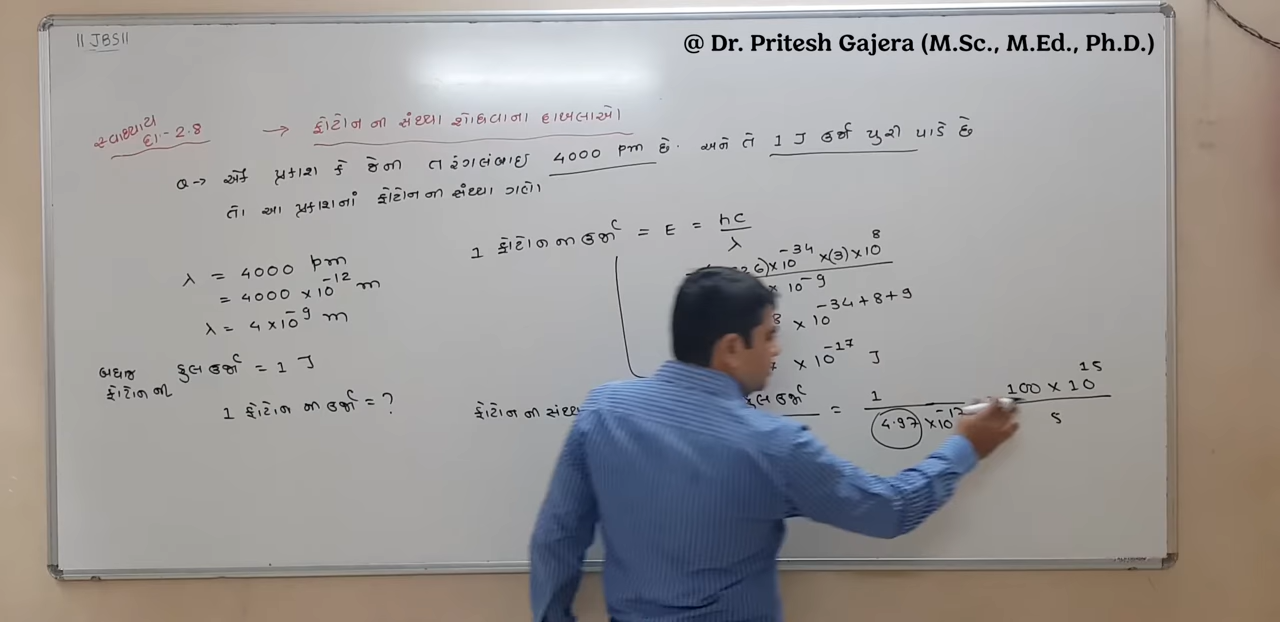 || JBS ||
@ Dr. Pritesh Gajera (M.Sc., M.Ed., Ph.D.)
સ્વાધ્યાય
દા:- 2.8
→ ફોટોન ની સંખ્યા શોધવાના દાખલાઓ।
Q → એક પ્રકાશ કે જેની તરંગલંબાઇ 4000 pm છે. અને તે 1 J ઉર્જા પુરી પાડે છે
તો આ પ્રકાશનાં ફોટોન ની સંખ્યા ગણો।
λ = 4000 pm
= 4000 × 10⁻¹² m
λ = 4 × 10⁻⁹ m
બધાજ ફોટોન ની કુલ ઉર્જા = 1 J
1 ફોટોન ની ઉર્જા = ?
1 ફોટોન ની ઉર્જા = E = hc / λ
6) × 10⁻³⁴ × (3) × 10⁸
× 10⁻⁹
× 10⁻³⁴⁺⁸⁺⁹
× 10⁻¹⁷ J
ફોટોન ની સંખ્યા
કુલ ઉર્જા = 1 / 4.97 × 10⁻¹⁷
100 × 10¹⁵ / 5